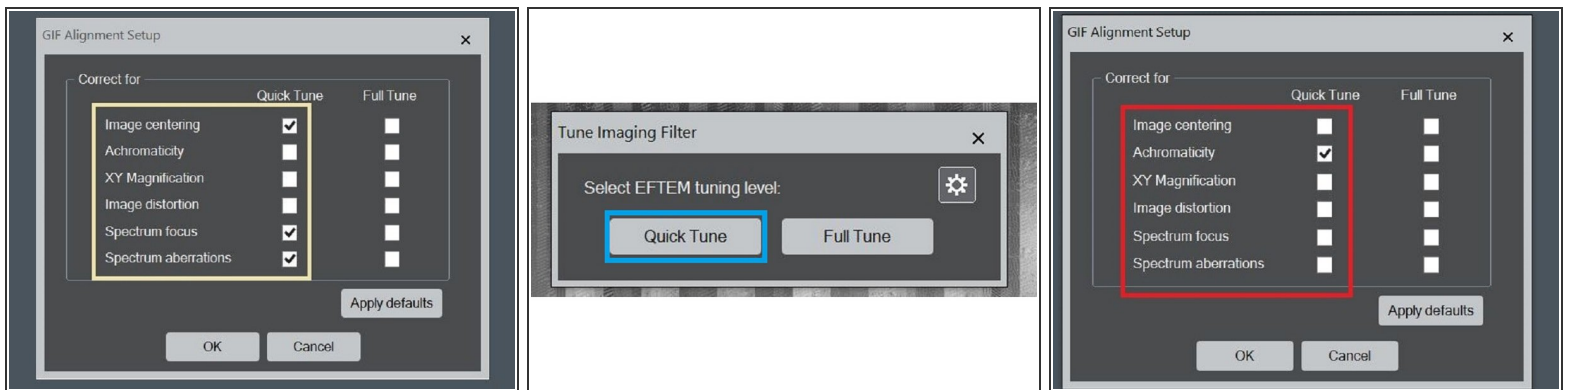 GIF Alignment Setup
Correct for
Quick Tune Full Tune
Image centering
Achromaticity
XY Magnification
Image distortion
Spectrum focus
Spectrum aberrations
Apply defaults
OK Cancel
Tune Imaging Filter
Select EFTEM tuning level:
Quick Tune Full Tune
GIF Alignment Setup
Correct for
Quick Tune Full Tune
Image centering
Achromaticity
XY Magnification
Image distortion
Spectrum focus
Spectrum aberrations
Apply defaults
OK Cancel